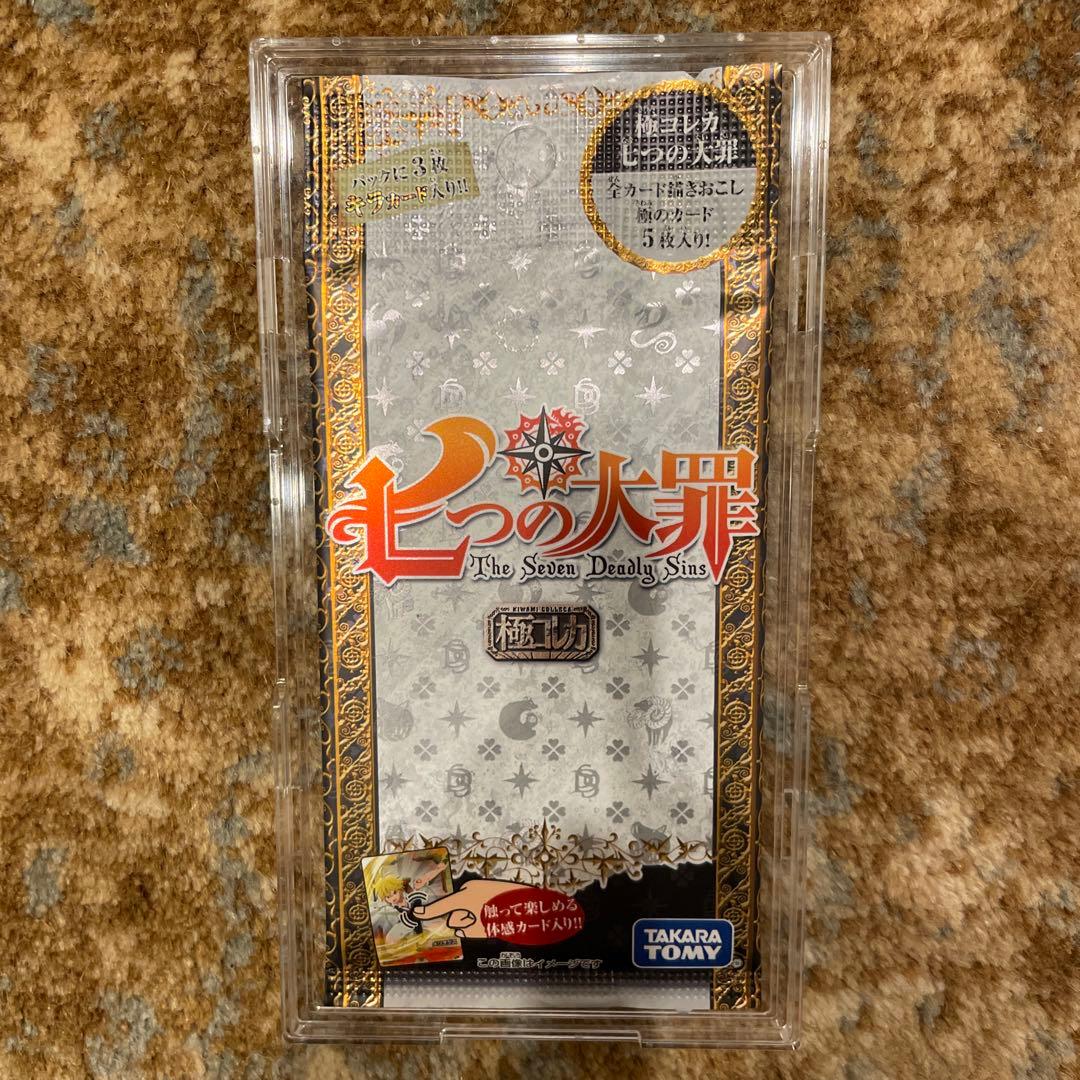 パックに3枚
キラカード入り!!
極コレカ
七つの大罪
全カード描きおこし
極のカード
5枚入り!
七つの大罪
The Seven Deadly Sins
KIWAMI COLLECA
極コレカ
触って楽しめる
体感カード入り!!
この画像はイメージです
TAKARA
TOMY